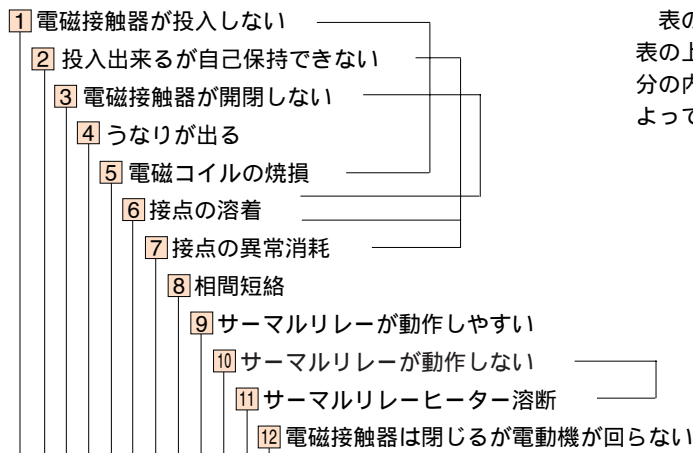 1 電磁接触器が投入しない
2 投入出来るが自己保持できない
3 電磁接触器が開閉しない
4 うなりが出る
5 電磁コイルの焼損
6 接点の溶着
7 接点の異常消耗
8 相間短絡
9 サーマルリレーが動作しやすい
10 サーマルリレーが動作しない
11 サーマルリレーヒーター溶断
12 電磁接触器は閉じるが電動機が回らない
表の
表の上
分の内
よって